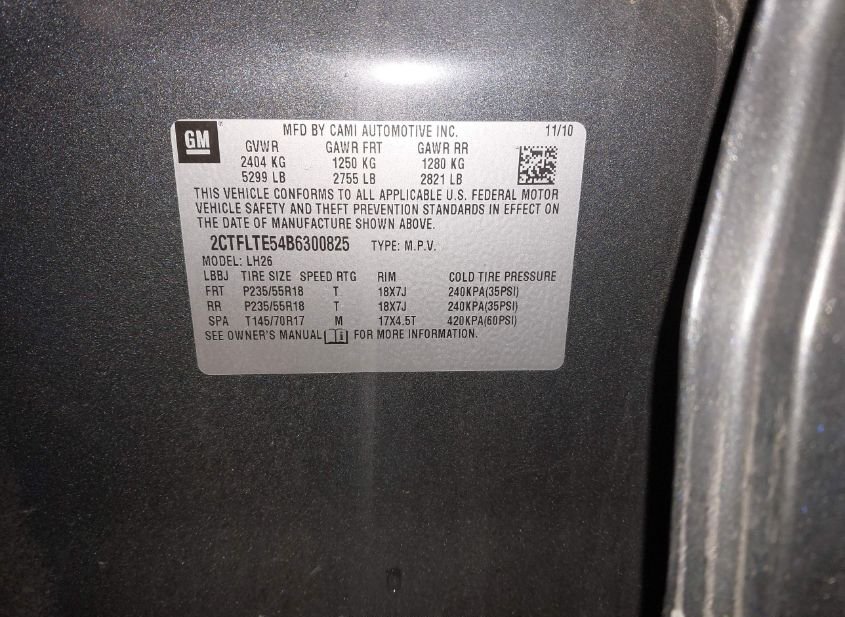 GM MFD BY CAMI AUTOMOTIVE INC. 11/10
GVWR GAWR FRT GAWR RR
2404 KG 1250 KG 1280 KG
5299 LB 2755 LB 2821 LB
THIS VEHICLE CONFORMS TO ALL APPLICABLE U.S. FEDERAL MOTOR
VEHICLE SAFETY AND THEFT PREVENTION STANDARDS IN EFFECT ON
THE DATE OF MANUFACTURE SHOWN ABOVE.
2CTFLTE54B6300825 TYPE: M.P.V.
MODEL: LH26
LBBJ TIRE SIZE SPEED RTG RIM COLD TIRE PRESSURE
FRT P235/55R18 T 18X7J 240KPA(35PSI)
RR P235/55R18 T 18X7J 240KPA(35PSI)
SPA T145/70R17 M 17X4.5T 420KPA(60PSI)
SEE OWNER'S MANUAL FOR MORE INFORMATION.